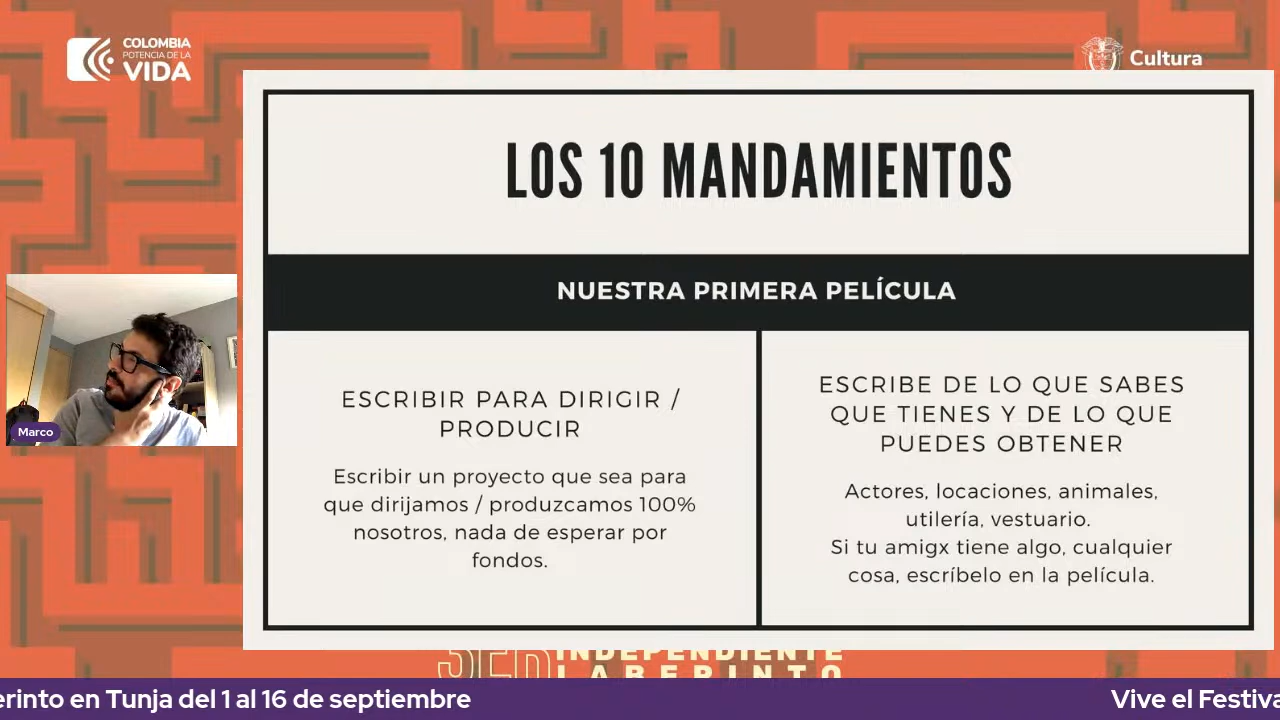 COLOMBIA
POTENCIA DE LA
VIDA
Cultura
LOS 10 MANDAMIENTOS
NUESTRA PRIMERA PELÍCULA
ESCRIBIR PARA DIRIGIR /
PRODUCIR
Escribir un proyecto que sea para
que dirijamos / produzcamos 100%
nosotros, nada de esperar por
fondos.
ESCRIBE DE LO QUE SABES
QUE TIENES Y DE LO QUE
PUEDES OBTENER
Actores, locaciones, animales,
utilería, vestuario.
Si tu amigx tiene algo, cualquier
cosa, escríbelo en la película.
Marco
SER INDEPENDIENTE
LABERINTO
erinto en Tunja del 1 al 16 de septiembre
Vive el Festiva